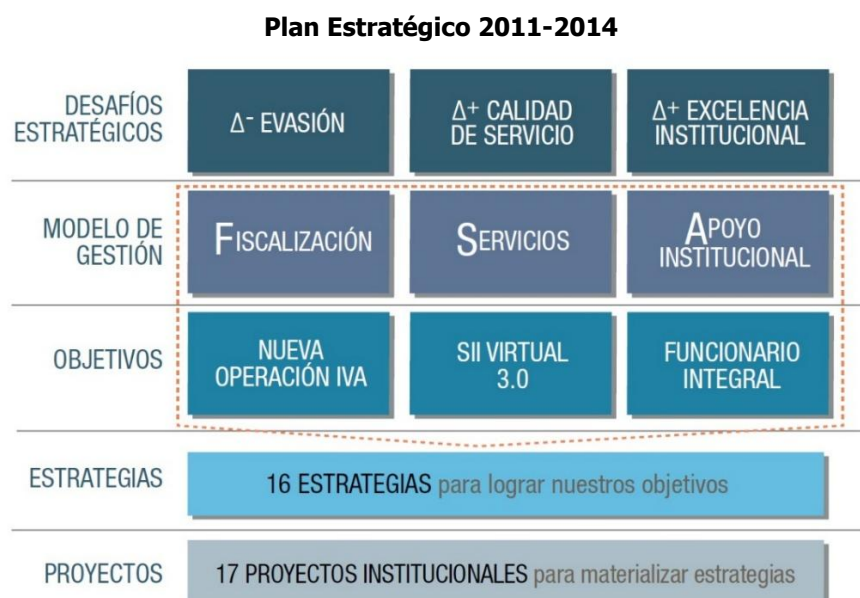 Plan Estratégico 2011-2014
DESAFÍOS
ESTRATÉGICOS
Δ- EVASIÓN
Δ+ CALIDAD
DE SERVICIO
Δ+ EXCELENCIA
INSTITUCIONAL
MODELO DE
GESTIÓN
FISCALIZACIÓN
SERVICIOS
APOYO
INSTITUCIONAL
OBJETIVOS
NUEVA
OPERACIÓN IVA
SII VIRTUAL
3.0
FUNCIONARIO
INTEGRAL
ESTRATEGIAS
16 ESTRATEGIAS para lograr nuestros objetivos
PROYECTOS
17 PROYECTOS INSTITUCIONALES para materializar estrategias